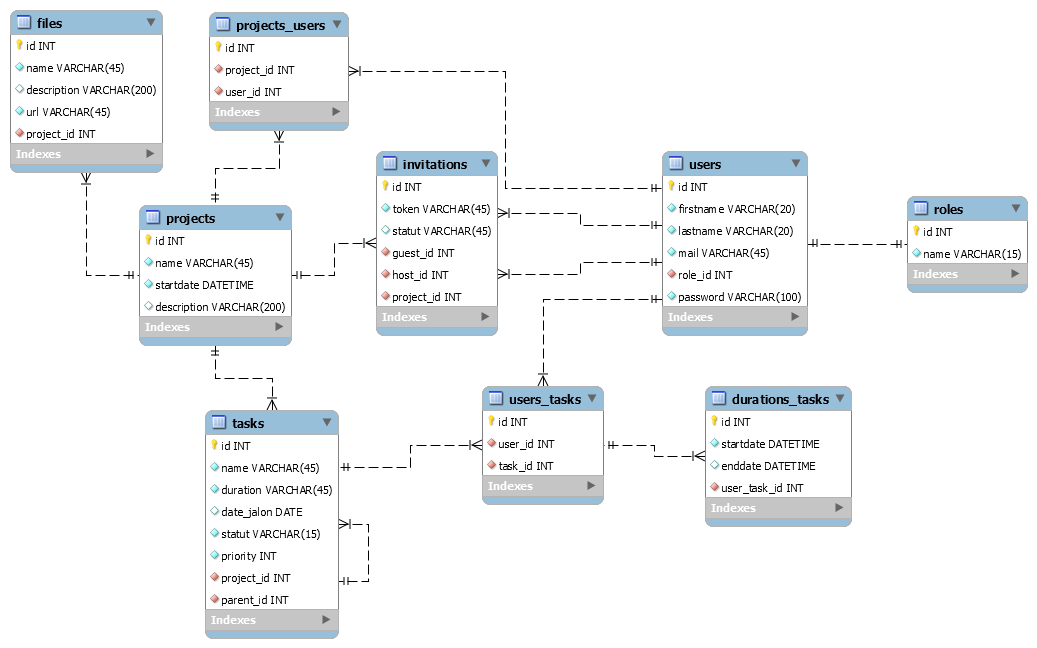 files
id INT
name VARCHAR(45)
description VARCHAR(200)
url VARCHAR(45)
project_id INT
Indexes
projects_users
id INT
project_id INT
user_id INT
Indexes
invitations
id INT
token VARCHAR(45)
statut VARCHAR(45)
guest_id INT
host_id INT
project_id INT
Indexes
users
id INT
firstname VARCHAR(20)
lastname VARCHAR(20)
mail VARCHAR(45)
role_id INT
password VARCHAR(100)
Indexes
roles
id INT
name VARCHAR(15)
Indexes
projects
id INT
name VARCHAR(45)
startdate DATETIME
description VARCHAR(200)
Indexes
tasks
id INT
name VARCHAR(45)
duration VARCHAR(45)
date_jalon DATE
statut VARCHAR(15)
priority INT
project_id INT
parent_id INT
Indexes
users_tasks
id INT
user_id INT
task_id INT
Indexes
durations_tasks
id INT
startdate DATETIME
enddate DATETIME
user_task_id INT
Indexes